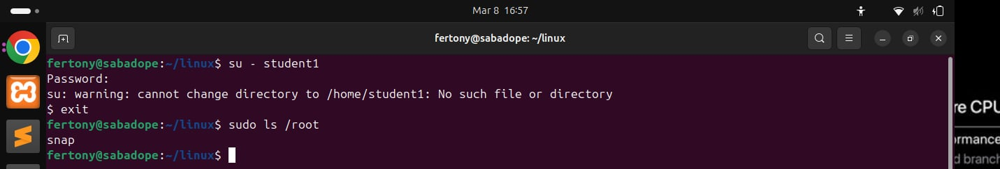 Mar 8 16:57
fertony@sabadope: ~/linux
fertony@sabadope:~/linux$ su - student1
Password:
su: warning: cannot change directory to /home/student1: No such file or directory
$ exit
fertony@sabadope:~/linux$ sudo ls /root
snap
fertony@sabadope:~/linux$
re CPU
ormance
d branch